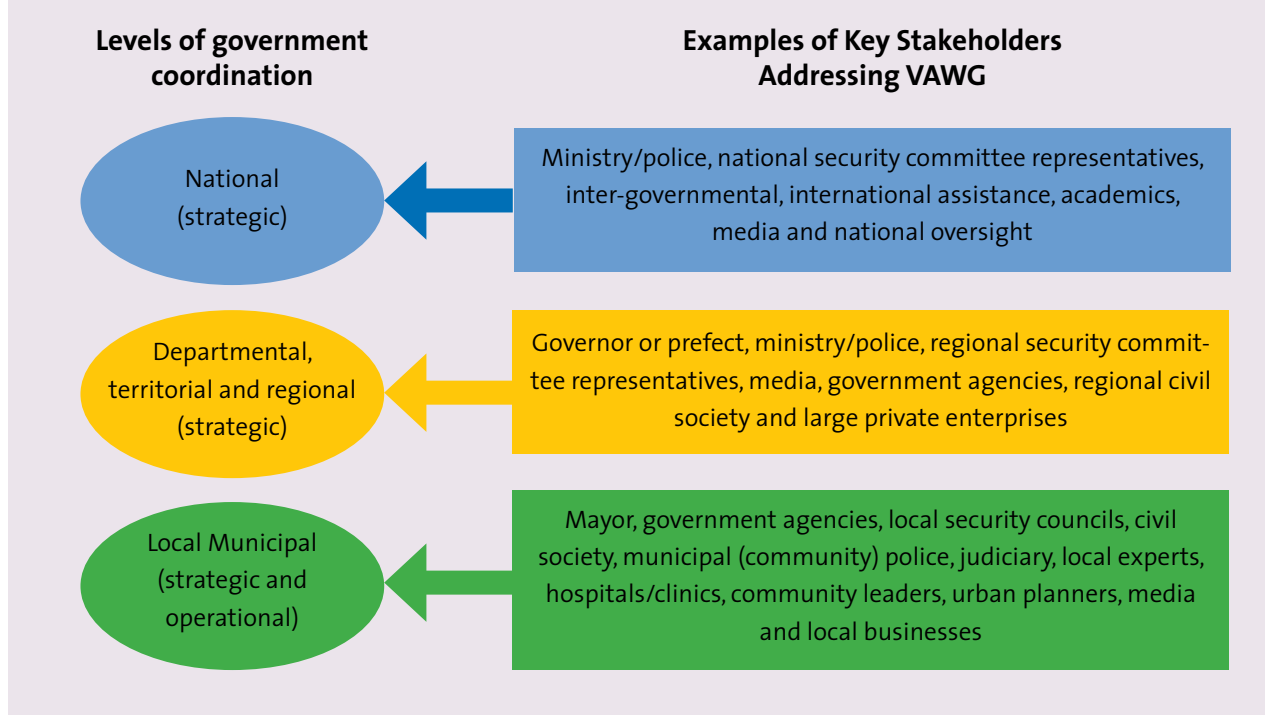 Levels of government
coordination
Examples of Key Stakeholders
Addressing VAWG
National
(strategic)
Ministry/police, national security committee representatives,
inter-governmental, international assistance, academics,
media and national oversight
Departmental,
territorial and regional
(strategic)
Governor or prefect, ministry/police, regional security commit-
tee representatives, media, government agencies, regional civil
society and large private enterprises
Local Municipal
(strategic and
operational)
Mayor, government agencies, local security councils, civil
society, municipal (community) police, judiciary, local experts,
hospitals/clinics, community leaders, urban planners, media
and local businesses